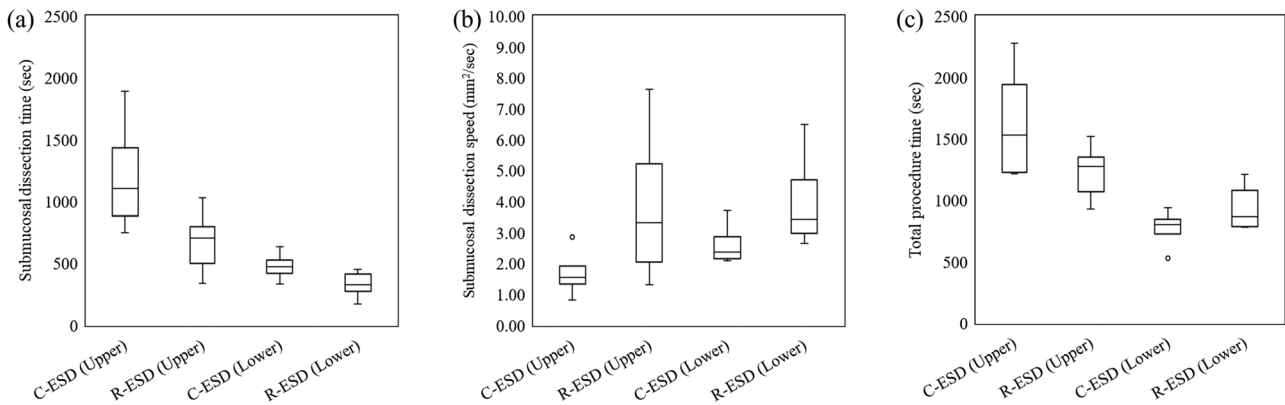 (a)
Submucosal dissection time (sec)
2500
2000
1500
1000
500
0
C-ESD (Upper)
R-ESD (Upper)
C-ESD (Lower)
R-ESD (Lower)
(b)
Submucosal dissection speed (mm²/sec)
10.00
9.00
8.00
7.00
6.00
5.00
4.00
3.00
2.00
1.00
0.00
C-ESD (Upper)
R-ESD (Upper)
C-ESD (Lower)
R-ESD (Lower)
(c)
Total procedure time (sec)
2500
2000
1500
1000
500
0
C-ESD (Upper)
R-ESD (Upper)
C-ESD (Lower)
R-ESD (Lower)